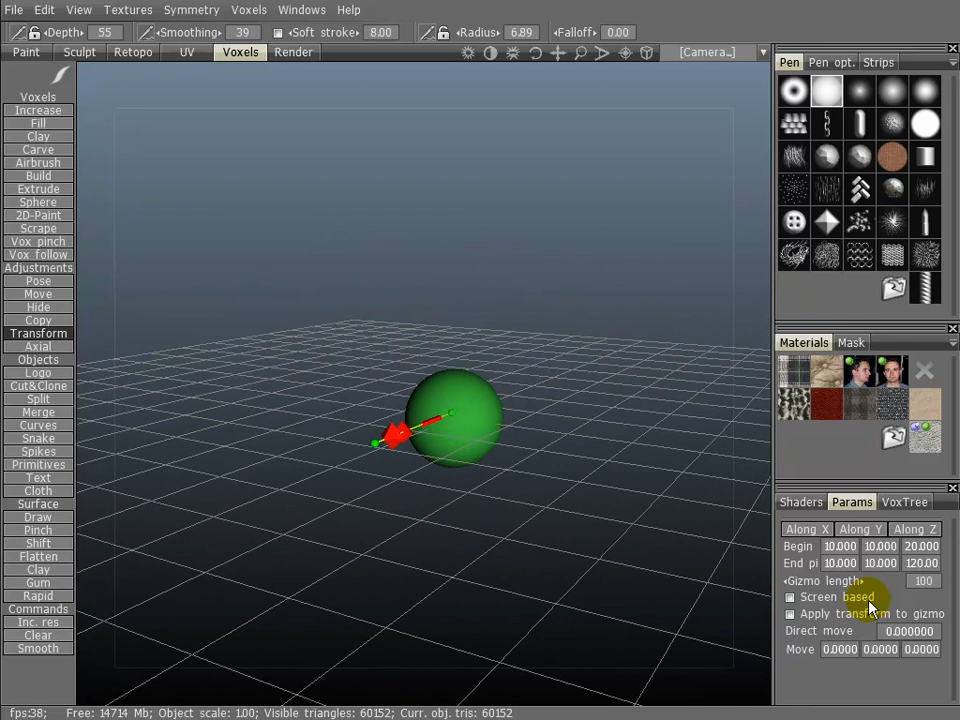 File Edit View Textures Symmetry Voxels Windows Help
Depth: 55 Smoothing: 39 Soft stroke: 8.00 Radius: 6.89 Falloff: 0.00
Paint Sculpt Retopo UV Voxels Render [Camera..]
Pen Pen opt. Strips
Voxels
Increase
Fill
Clay
Carve
Airbrush
Build
Extrude
Sphere
2D-Paint
Scrape
Vox pinch
Vox follow
Adjustments
Pose
Move
Hide
Copy
Transform
Axial
Objects
Logo
Cut&Clone
Split
Merge
Curves
Snake
Spikes
Primitives
Text
Cloth
Surface
Draw
Pinch
Shift
Flatten
Clay
Gum
Rapid
Commands
Inc. res
Clear
Smooth
Materials Mask
Shaders Params VoxTree
Along X Along Y Along Z
Begin 10.000 10.000 20.000
End pi 10.000 10.000 120.00
Gizmo length 100
Screen based
Apply transform to gizmo
Direct move 0.000000
Move 0.0000 0.0000 0.0000
fps:38; Free: 14714 Mb; Object scale: 1.00; Visible triangles: 60152; Curr. obj. tris: 60152